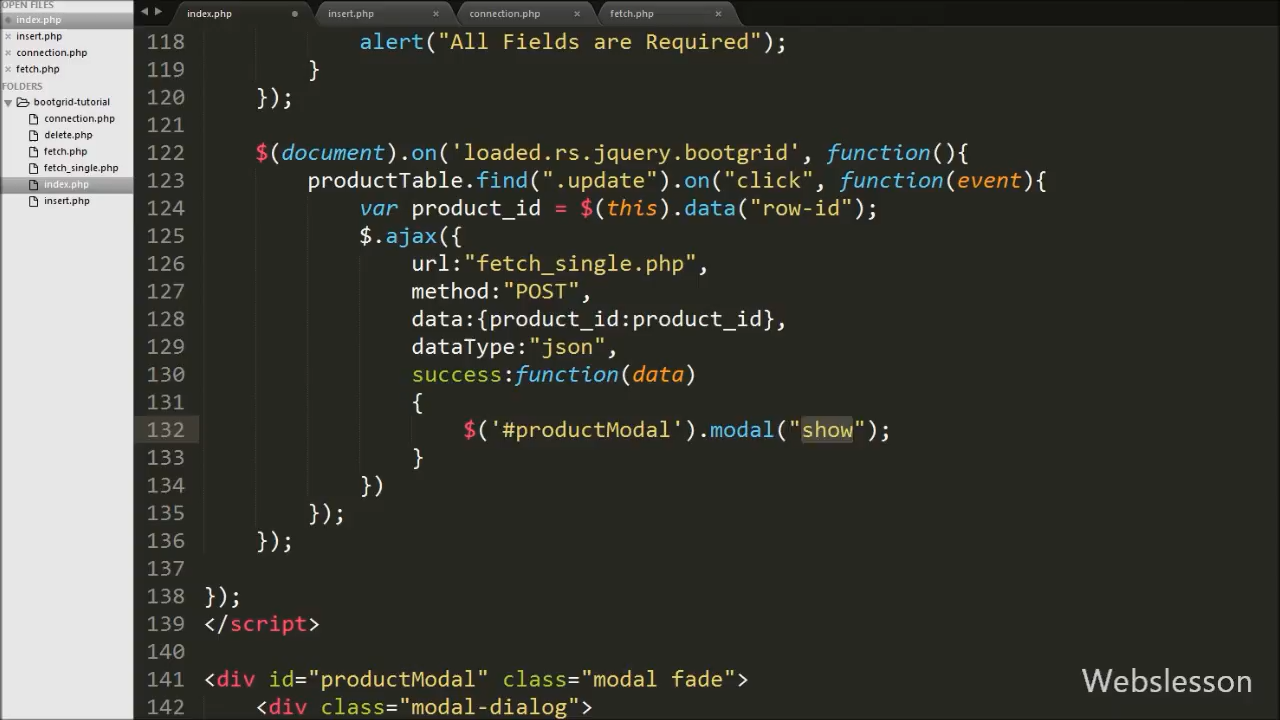 OPEN FILES
index.php
insert.php
connection.php
fetch.php
FOLDERS
bootgrid-tutorial
connection.php
delete.php
fetch.php
fetch_single.php
index.php
insert.php
index.php insert.php connection.php fetch.php
118 alert("All Fields are Required");
119 }
120 });
121
122 $(document).on('loaded.rs.jquery.bootgrid', function(){
123 productTable.find(".update").on("click", function(event){
124 var product_id = $(this).data("row-id");
125 $.ajax({
126 url:"fetch_single.php",
127 method:"POST",
128 data:{product_id:product_id},
129 dataType:"json",
130 success:function(data)
131 {
132 $('#productModal').modal("show");
133 }
134 })
135 });
136 });
137
138 });
139 </script>
140
141 <div id="productModal" class="modal fade">
142 <div class="modal-dialog">
Webslesson